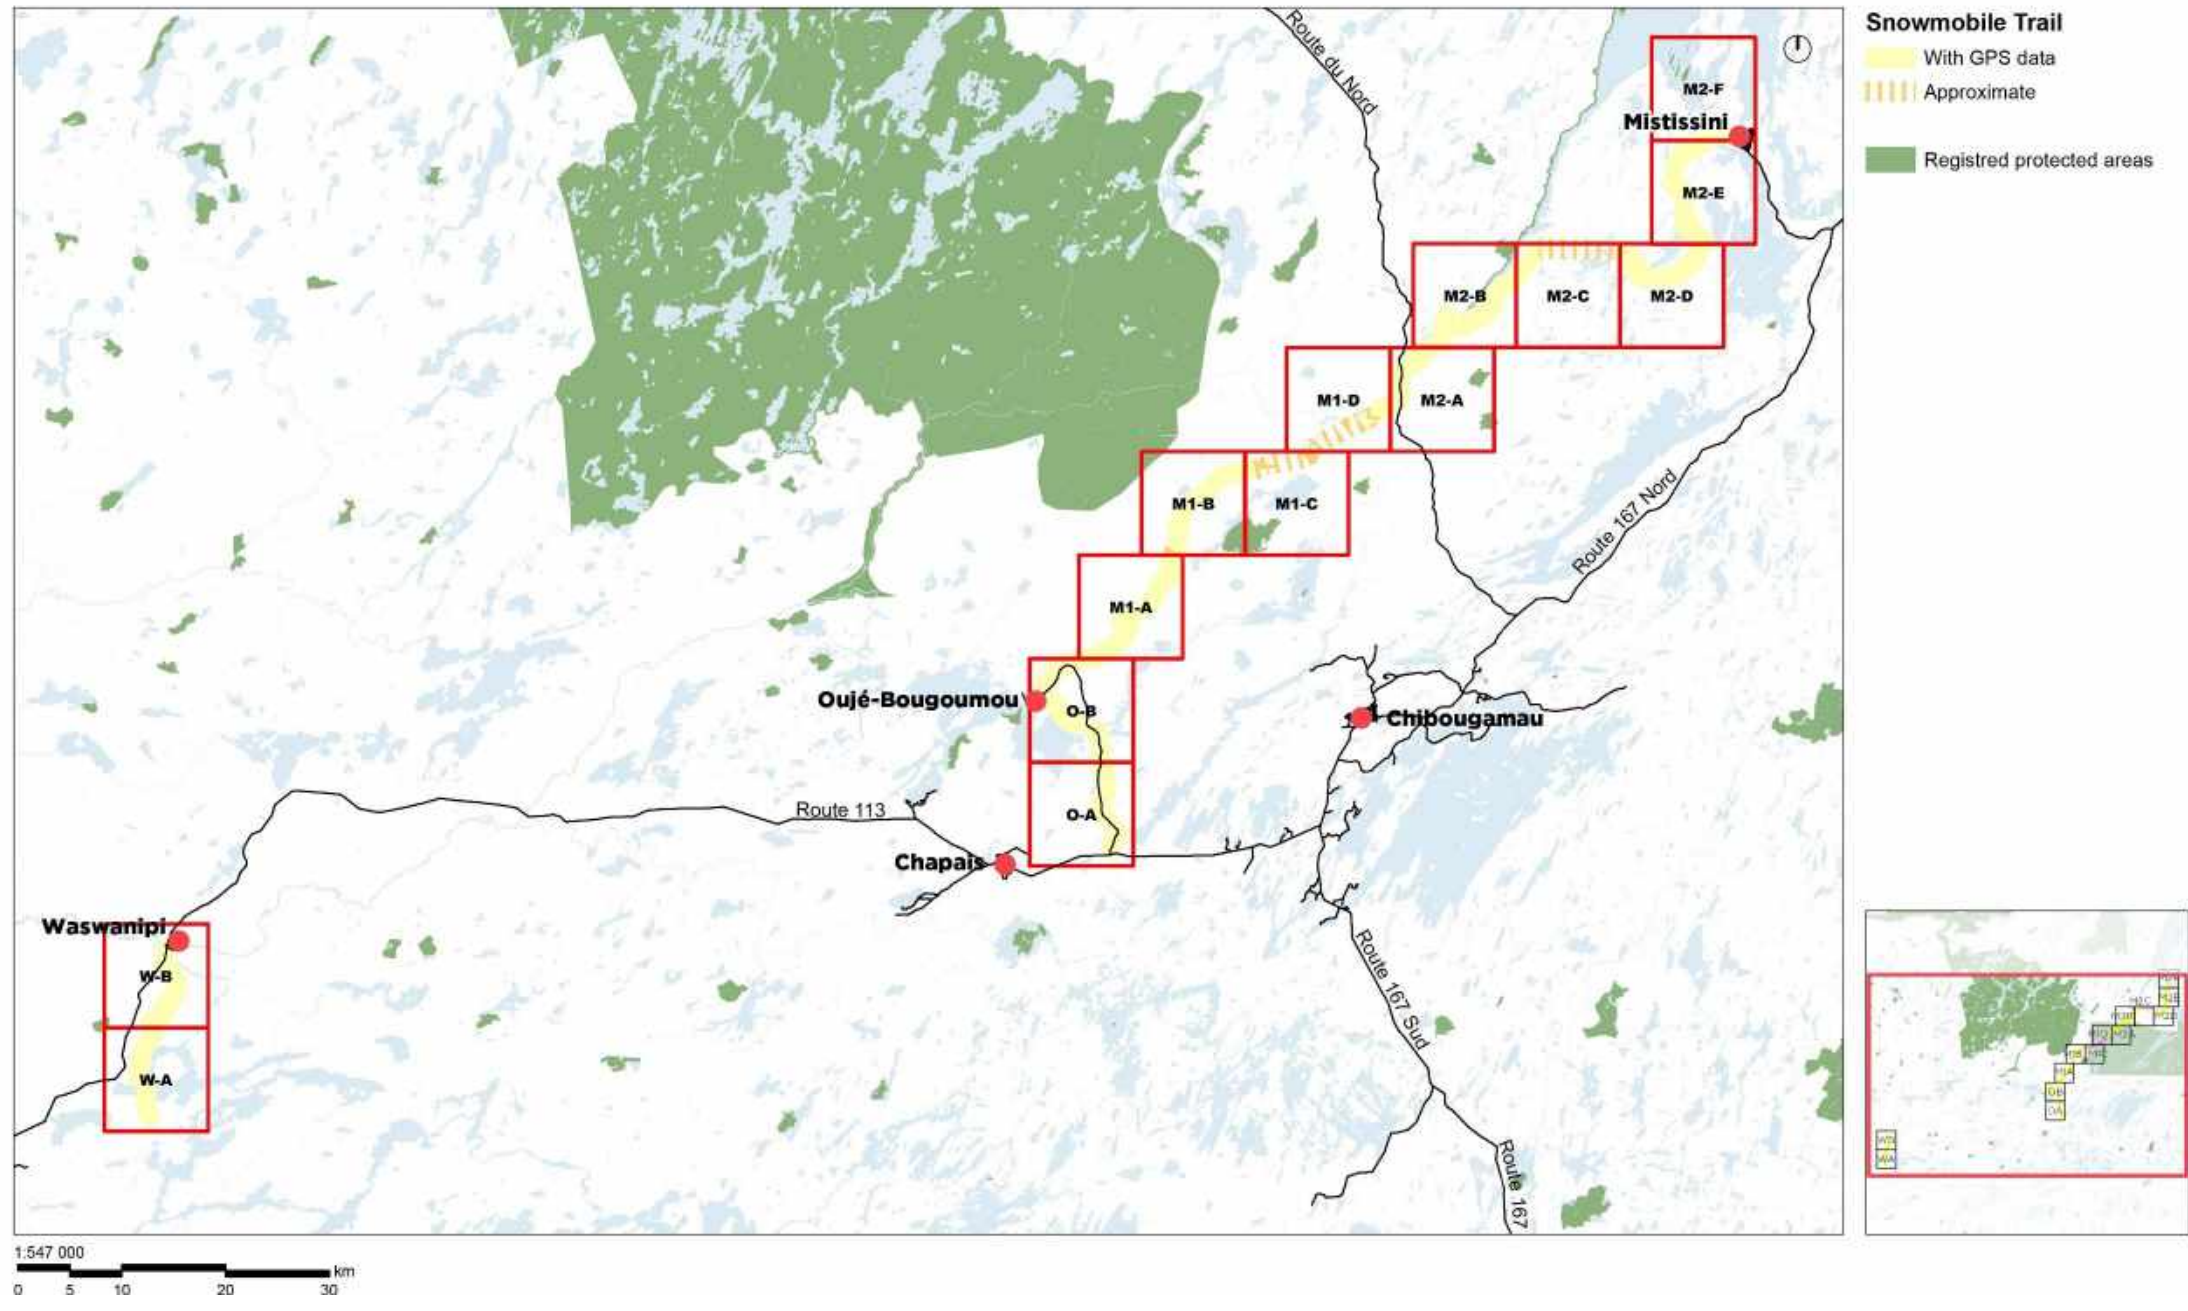 Snowmobile Trail
With GPS data
Approximate
Registred protected areas
Route du Nord
M2-F
Mistissini
M2-E
M2-B
M2-C
M2-D
M1-D
M2-A
M1-B
M1-C
Route 167 Nord
M1-A
Oujé-Bougoumou
O-B
Chibougamau
Route 113
O-A
Chapais
Waswanipi
W-B
Route 167 Sud
W-A
Route 167
1:547 000
km
0 5 10 20 30